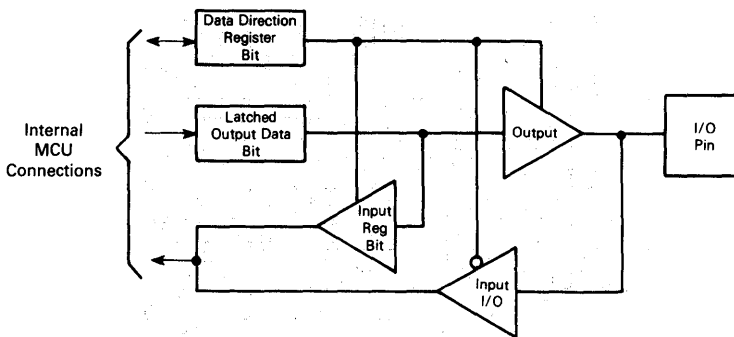 Data Direction
Register
Bit
Latched
Output Data
Bit
Internal
MCU
Connections
Output
I/O
Pin
Input
Reg
Bit
Input
I/O